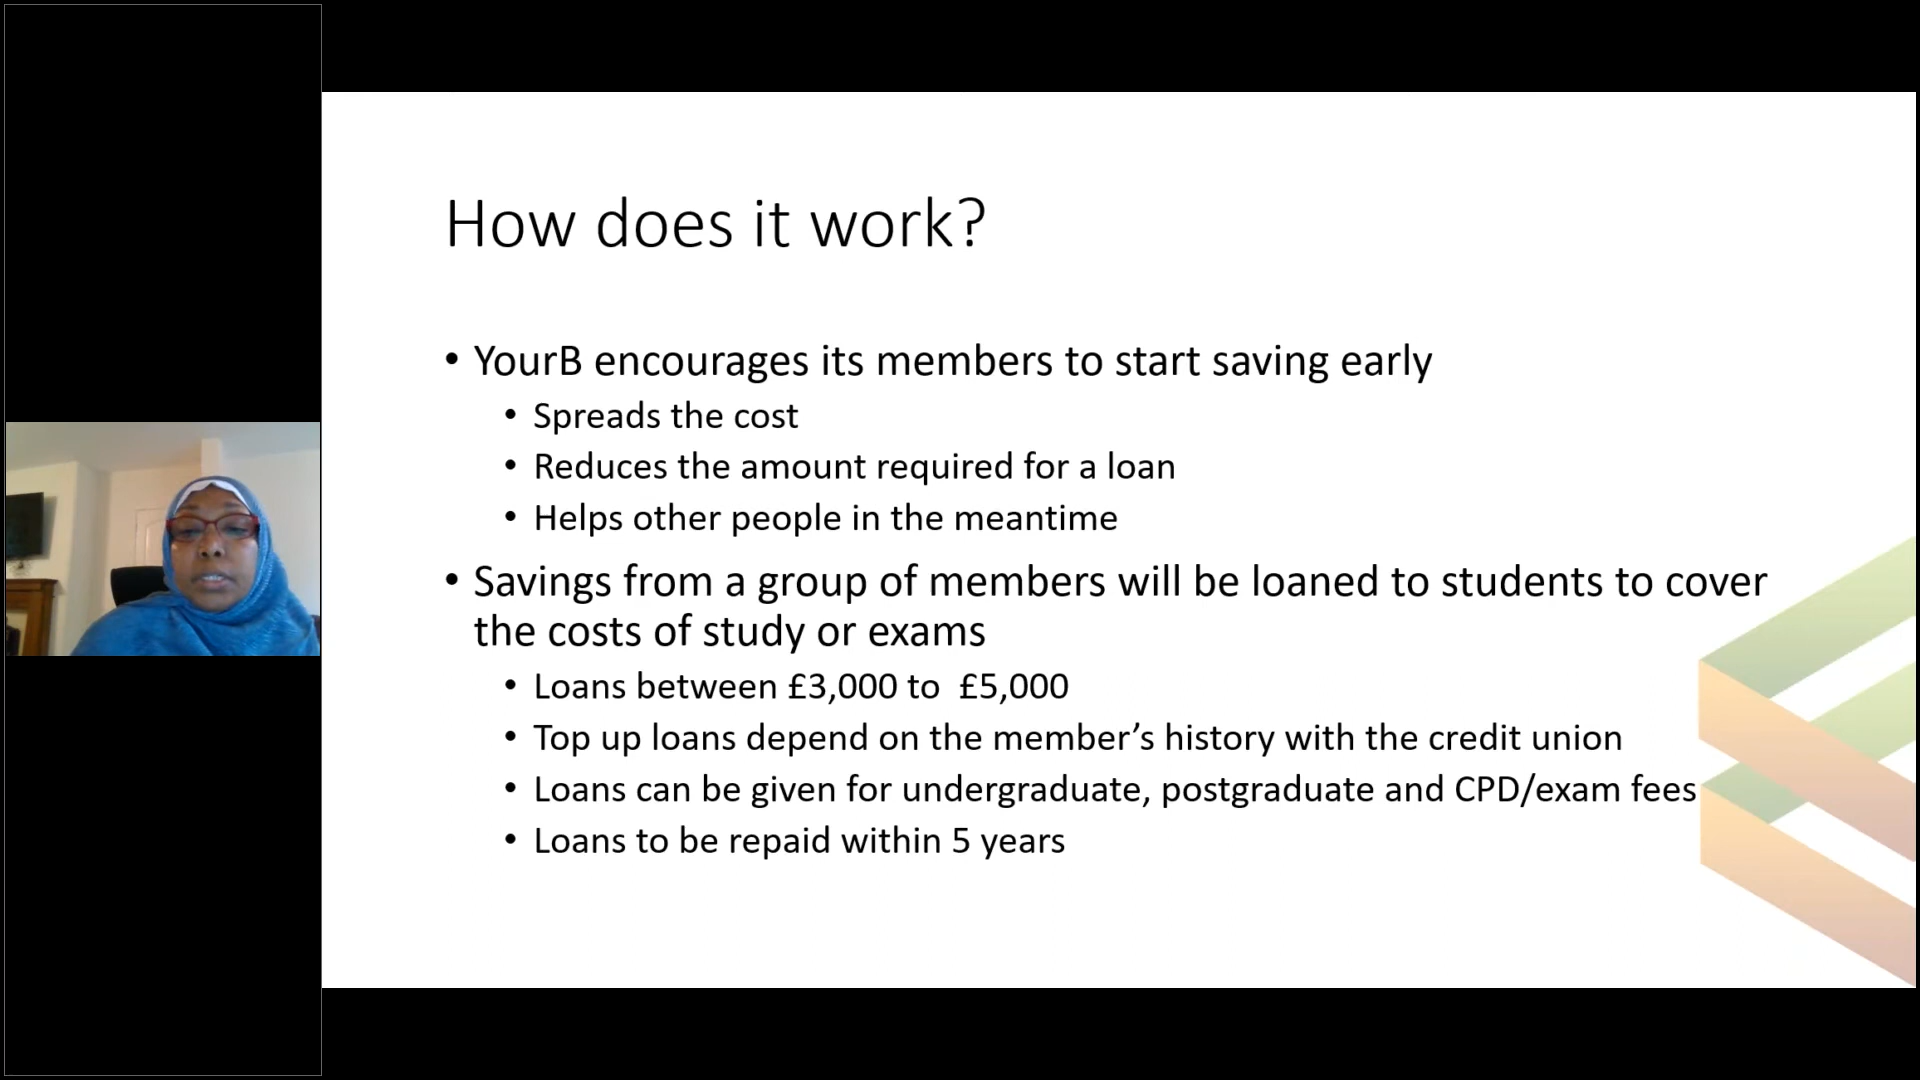 How does it work?
• YourB encourages its members to start saving early
• Spreads the cost
• Reduces the amount required for a loan
• Helps other people in the meantime
• Savings from a group of members will be loaned to students to cover
the costs of study or exams
• Loans between £3,000 to  £5,000
• Top up loans depend on the member’s history with the credit union
• Loans can be given for undergraduate, postgraduate and CPD/exam fees
• Loans to be repaid within 5 years